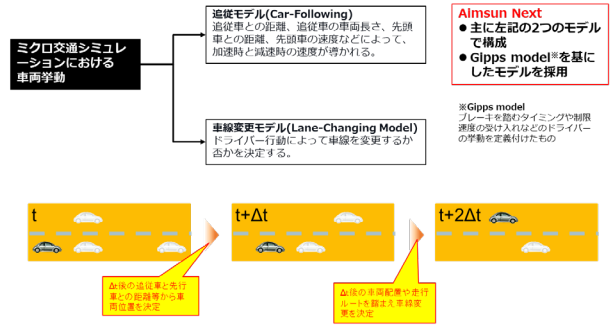 ミクロ交通シミュレ
ーションにおける
車両挙動
追従モデル(Car-Following)
追従車との距離、追従車の車両長さ、先頭
車との距離、先頭車の速度などによって、
加速時と減速時の速度が導かれる。
車線変更モデル(Lane-Changing Model)
ドライバー行動によって車線を変更するか
否かを決定する。
AImsun Next
● 主に左記の2つのモデル
で構成
● Gipps model※を基に
したモデルを採用
※Gipps model
ブレーキを踏むタイミングや制限
速度の受け入れなどのドライバー
の挙動を定義付けたもの
t
t+Δt
t+2Δt
Δt後の追従車と先行
車との距離等から車
両位置を決定
Δt後の車両配置や走行
ルートを踏まえ車線変
更を決定